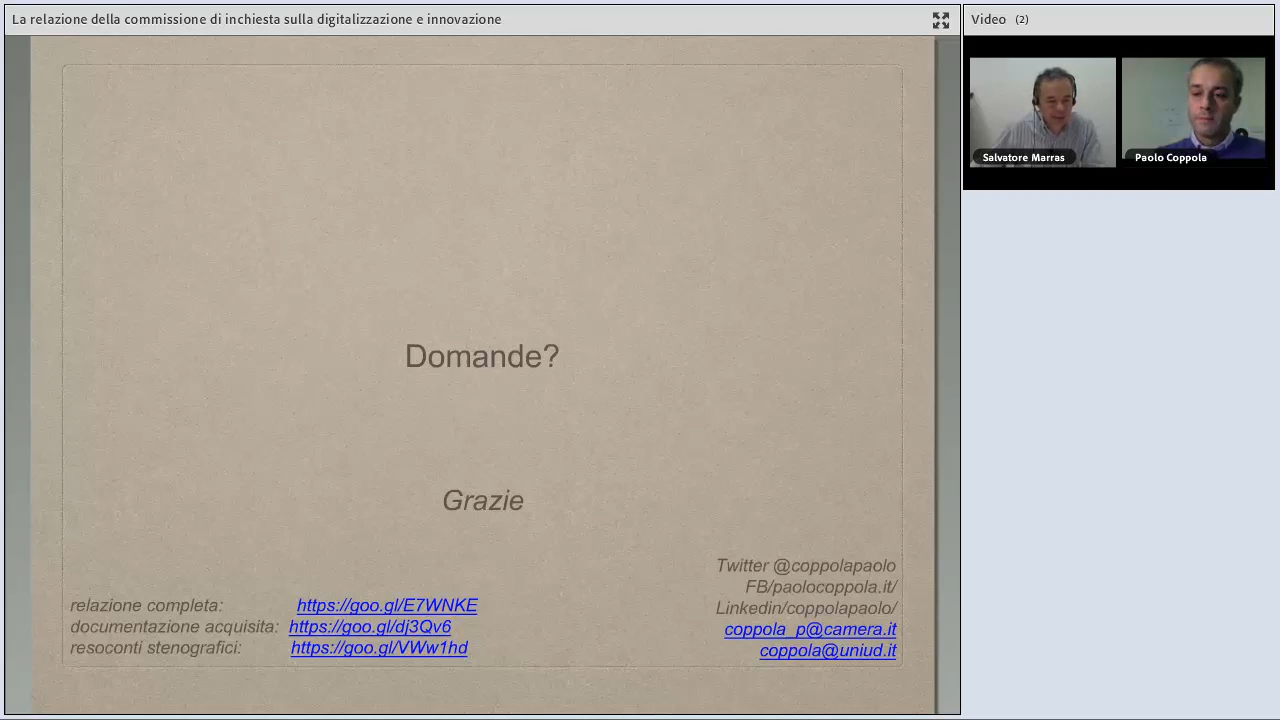 La relazione della commissione di inchiesta sulla digitalizzazione e innovazione
Video (2)
Salvatore Marras
Paolo Coppola
Domande?
Grazie
relazione completa: https://goo.gl/E7WNKE
documentazione acquisita: https://goo.gl/dj3Qv6
resoconti stenografici: https://goo.gl/VWw1hd
Twitter @coppolapaolo
FB/paolocoppola.it/
Linkedin/coppolapaolo/
coppola_p@camera.it
coppola@uniud.it